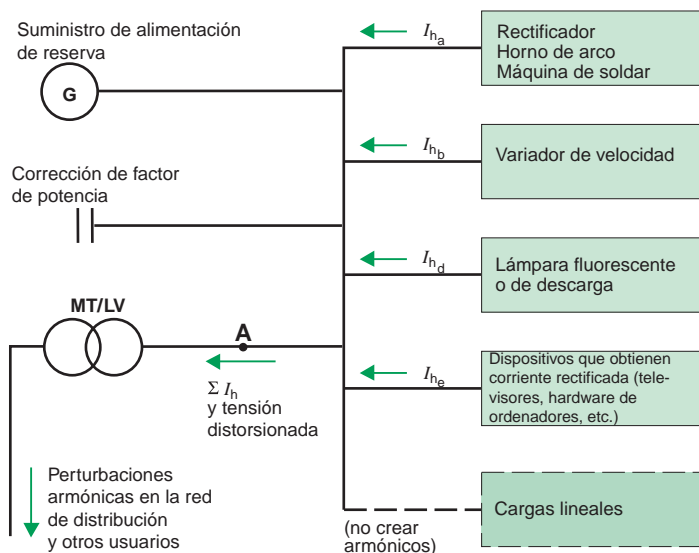 Suministro de alimentación
de reserva
G
Corrección de factor
de potencia
MT/LV
A
Σ Ih
y tensión
distorsionada
Perturbaciones
armónicas en la red
de distribución
y otros usuarios
Iha
Rectificador
Horno de arco
Máquina de soldar
Ihb
Variador de velocidad
Ihd
Lámpara fluorescente
o de descarga
Ihe
Dispositivos que obtienen
corriente rectificada (tele-
visores, hardware de
ordenadores, etc.)
Cargas lineales
(no crear
armónicos)